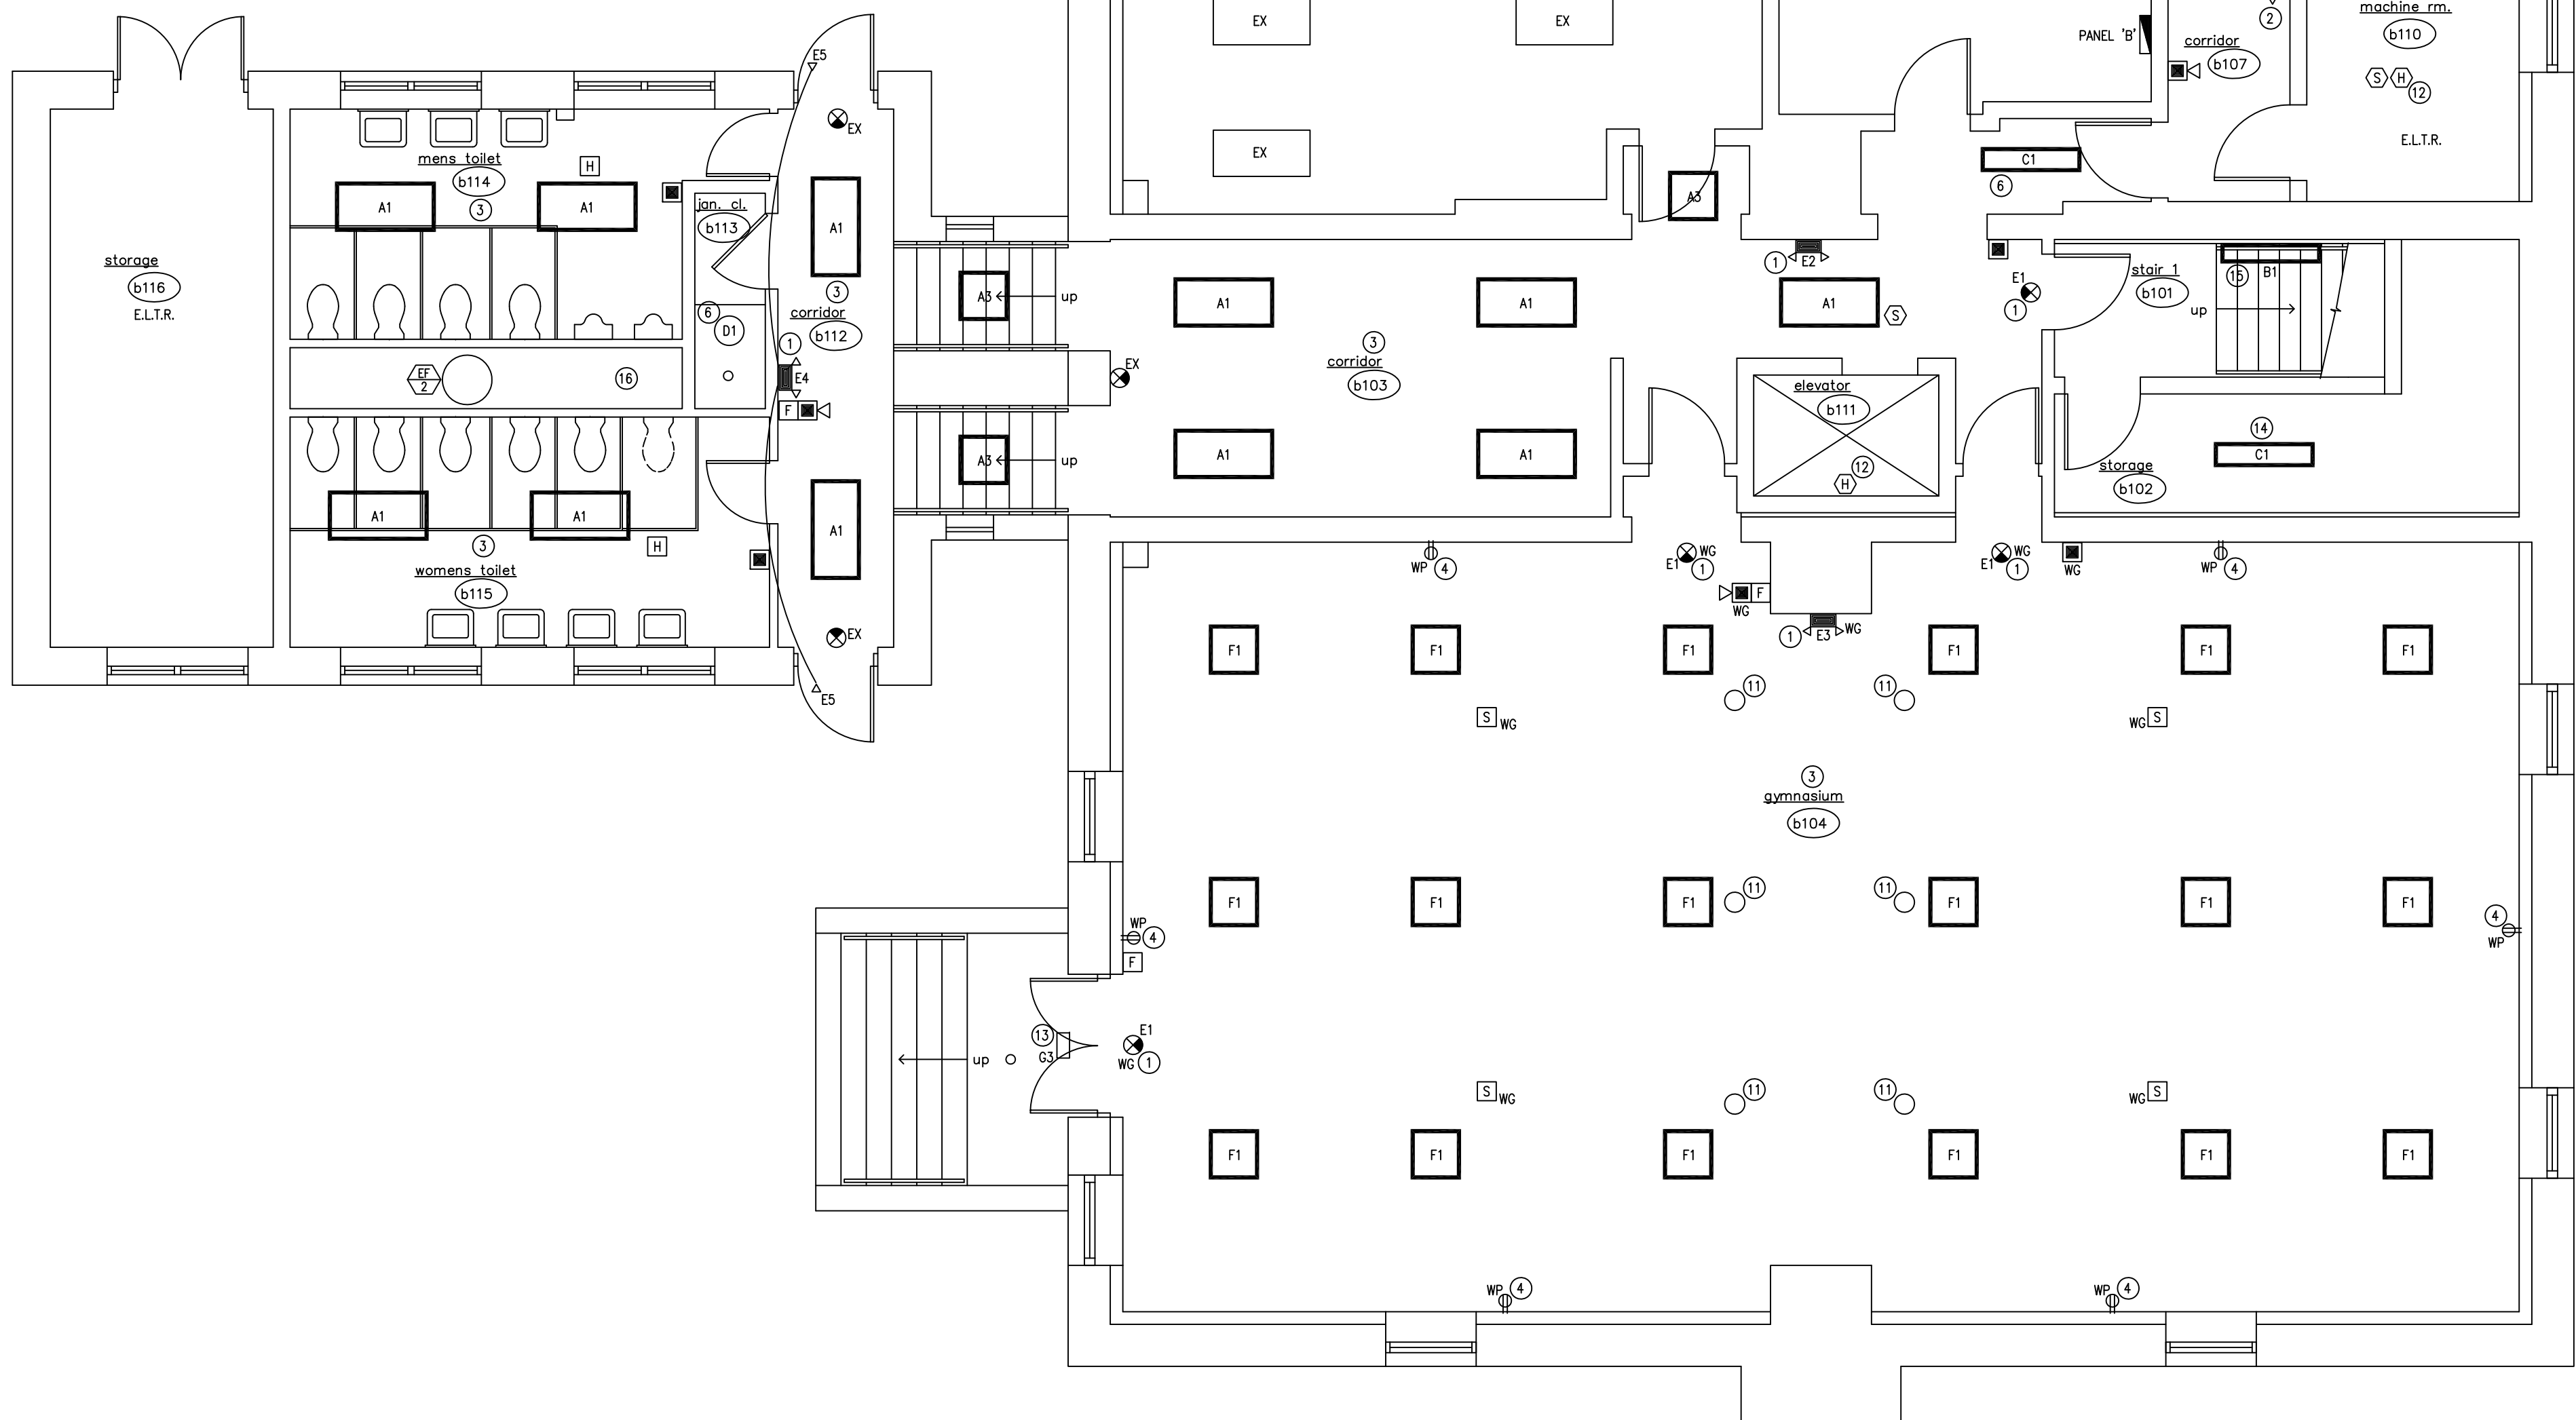 EX
EX
machine rm.
2
b110
PANEL 'B'
corridor
b107
E5
S
H
12
EX
E.L.T.R.
mens toilet
b114
H
EX
C1
A1
3
A1
6
A3
jan. cl.
b113
A1
storage
b116
E.L.T.R.
1
E2
stair 1
b101
15
B1
E1
1
A3
up
A1
A1
A1
S
up
3
corridor
b112
6
D1
1
E4
3
corridor
b103
EX
EF
2
16
elevator
b111
F
14
C1
A1
A1
A3
up
12
H
storage
b102
A1
A1
A1
3
H
womens toilet
b115
WP
4
E1
WG
1
E1
WG
1
WG
WP
4
F
WG
EX
1
E3
WG
F1
F1
F1
F1
F1
F1
E5
11
11
S
WG
WG
S
3
gymnasium
b104
F1
F1
F1
11
11
F1
F1
F1
WP
4
4
WP
F
13
G3
up
E1
WG
1
S
WG
11
11
WG
S
F1
F1
F1
F1
F1
F1
WP
4
WP
4